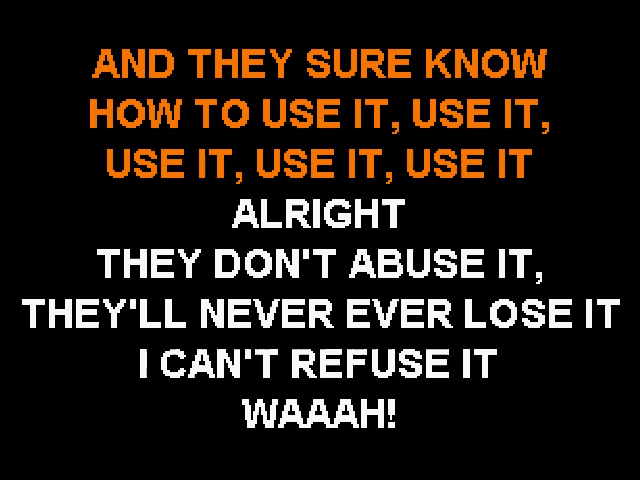 AND THEY SURE KNOW
HOW TO USE IT, USE IT,
USE IT, USE IT, USE IT
ALRIGHT
THEY DON'T ABUSE IT,
THEY'LL NEVER EVER LOSE IT
I CAN'T REFUSE IT
WAAAH!